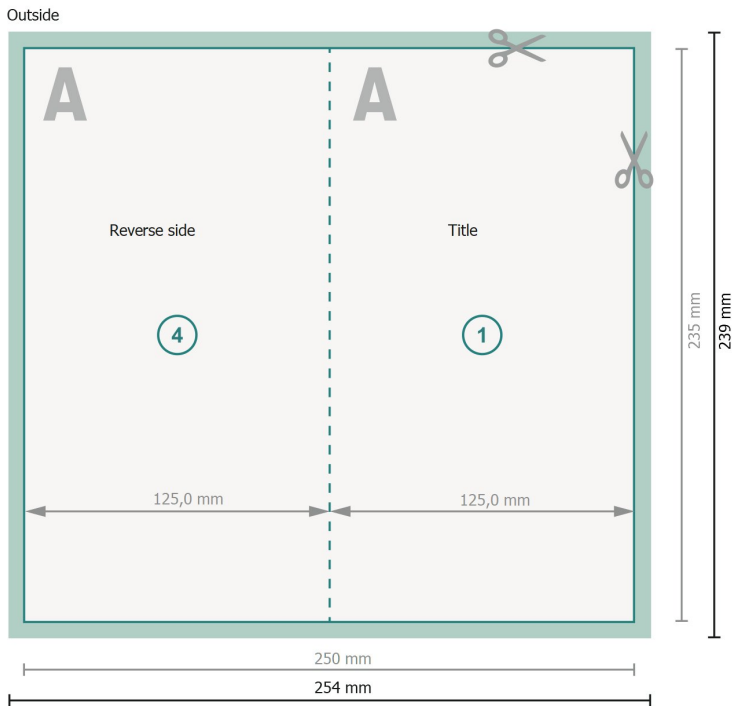 Outside
A
A
Reverse side
Title
4
1
125,0 mm
125,0 mm
235 mm
239 mm
250 mm
254 mm